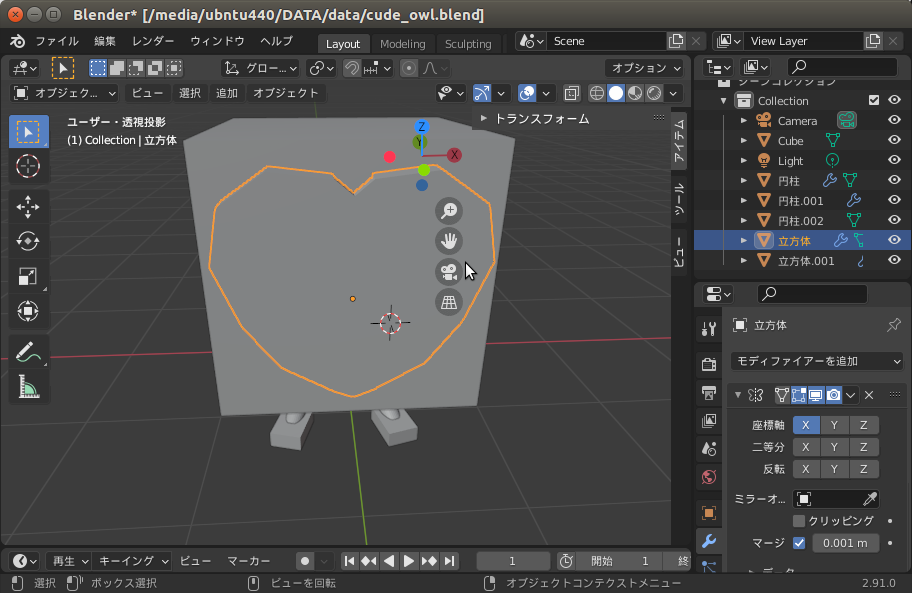 Blender* [/media/ubntu440/DATA/data/cude_owl.blend]
ファイル 編集 レンダー ウィンドウ ヘルプ Layout Modeling Sculpting Scene View Layer
グロー... オプション
オブジェク... ビュー 選択 追加 オブジェクト
ユーザー・透視投影
(1) Collection | 立方体
トランスフォーム
アイテム
ツール
ビュー
Z
Y
X
シーンコレクション
Collection
Camera
Cube
Light
円柱
円柱.001
円柱.002
立方体
立方体.001
立方体
モディファイアーを追加
座標軸 X Y Z
二等分 X Y Z
反転 X Y Z
ミラーオ...
クリッピング
マージ 0.001 m
データ
再生 キーイング ビュー マーカー 1 開始 1 終
選択 ボックス選択 ビューを回転 オブジェクトコンテクストメニュー 2.91.0